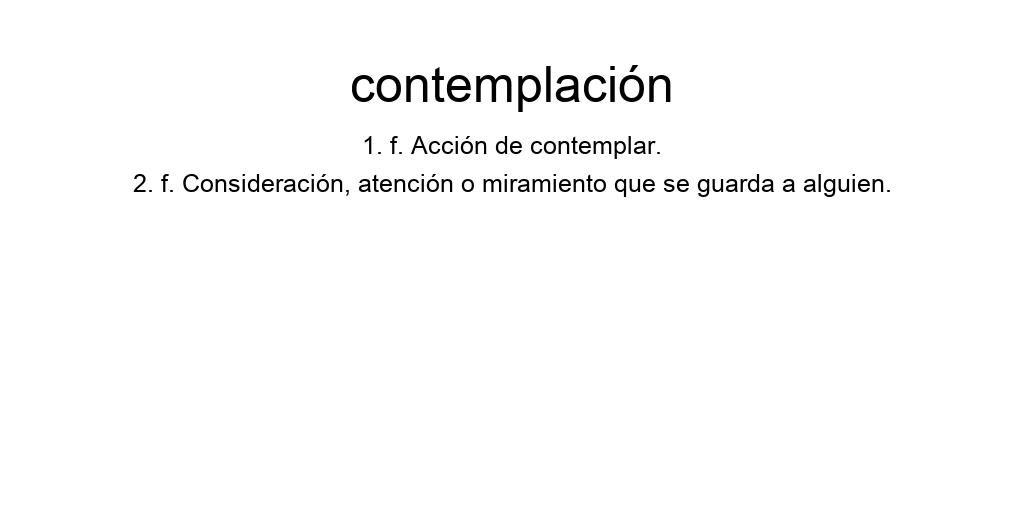 contemplación
1. f. Acción de contemplar.
2. f. Consideración, atención o miramiento que se guarda a alguien.